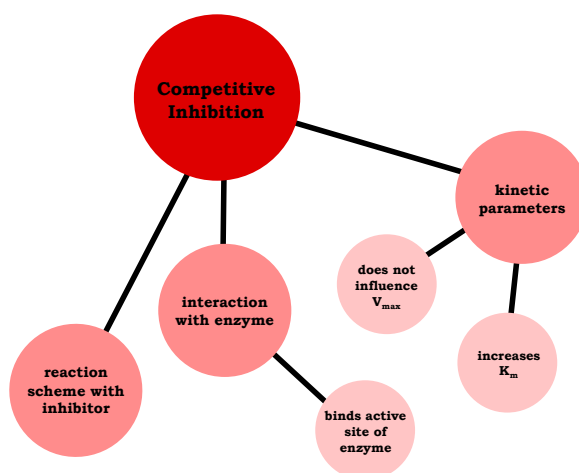 Competitive
Inhibition
kinetic
parameters
does not
influence
Vmax
interaction
with enzyme
increases
Km
reaction
scheme with
inhibitor
binds active
site of
enzyme